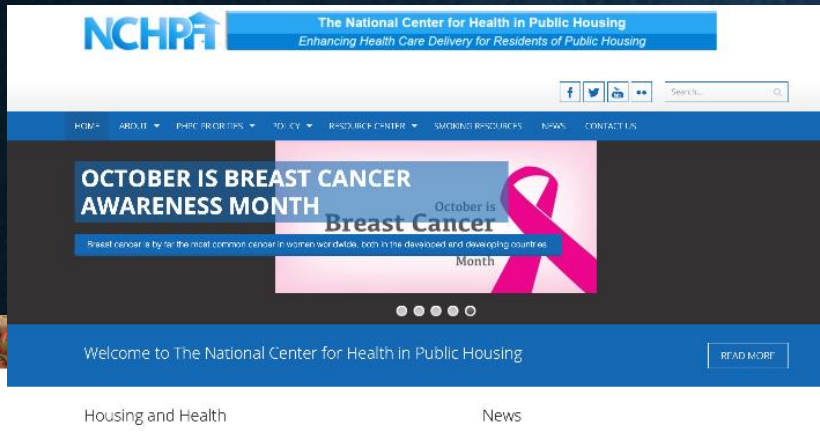 NCHPH
The National Center for Health in Public Housing
Enhancing Health Care Delivery for Residents of Public Housing
f You Tube
Search...
HOME ABOUT PHPC PRIORITIES POLICY RESOURCE CENTER SMOKING RESOURCES NEWS CONTACT US
OCTOBER IS BREAST CANCER
AWARENESS MONTH
October is
Breast Cancer
Breast cancer is by far the most common cancer in women worldwide, both in the developed and developing countries.
Month
Welcome to The National Center for Health in Public Housing
READ MORE
Housing and Health
News